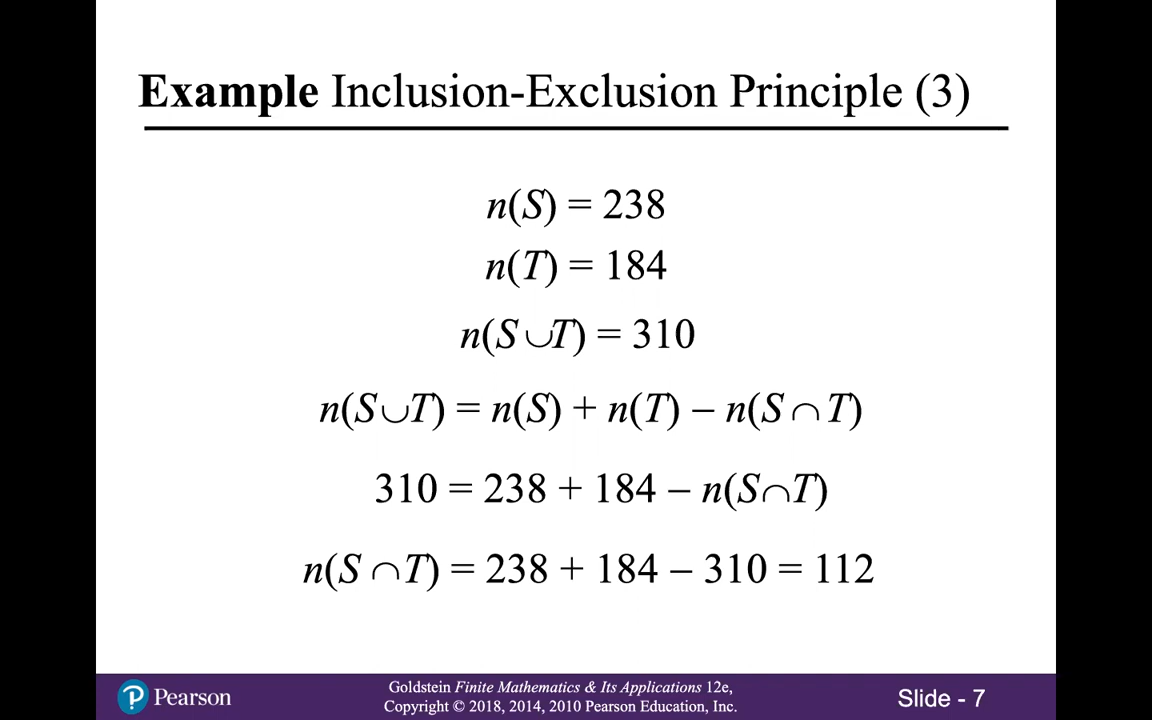 Example Inclusion-Exclusion Principle (3)
n(S) = 238
n(T) = 184
n(S ∪T) = 310
n(S∪T) = n(S) + n(T) – n(S ∩ T)
310 = 238 + 184 – n(S∩T)
n(S ∩T) = 238 + 184 – 310 = 112
Pearson
Goldstein Finite Mathematics & Its Applications 12e,
Copyright © 2018, 2014, 2010 Pearson Education, Inc.
Slide - 7